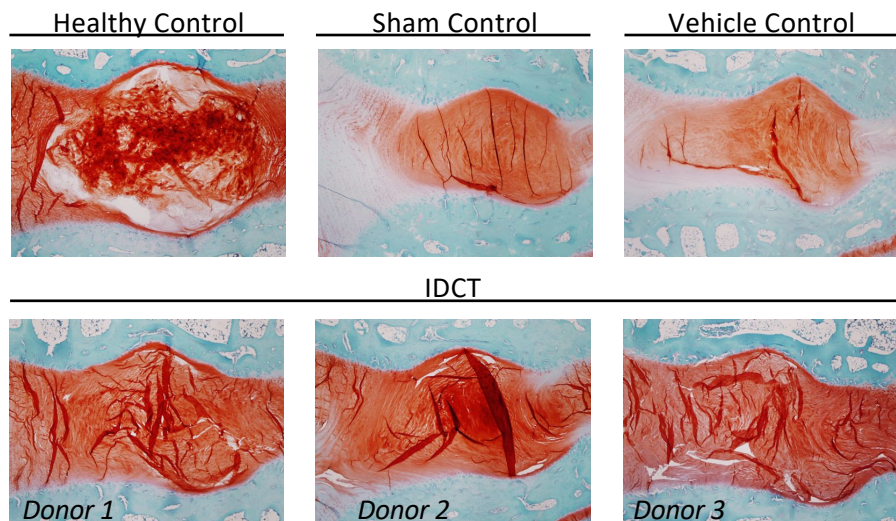 Healthy Control
Sham Control
Vehicle Control
IDCT
Donor 1
Donor 2
Donor 3